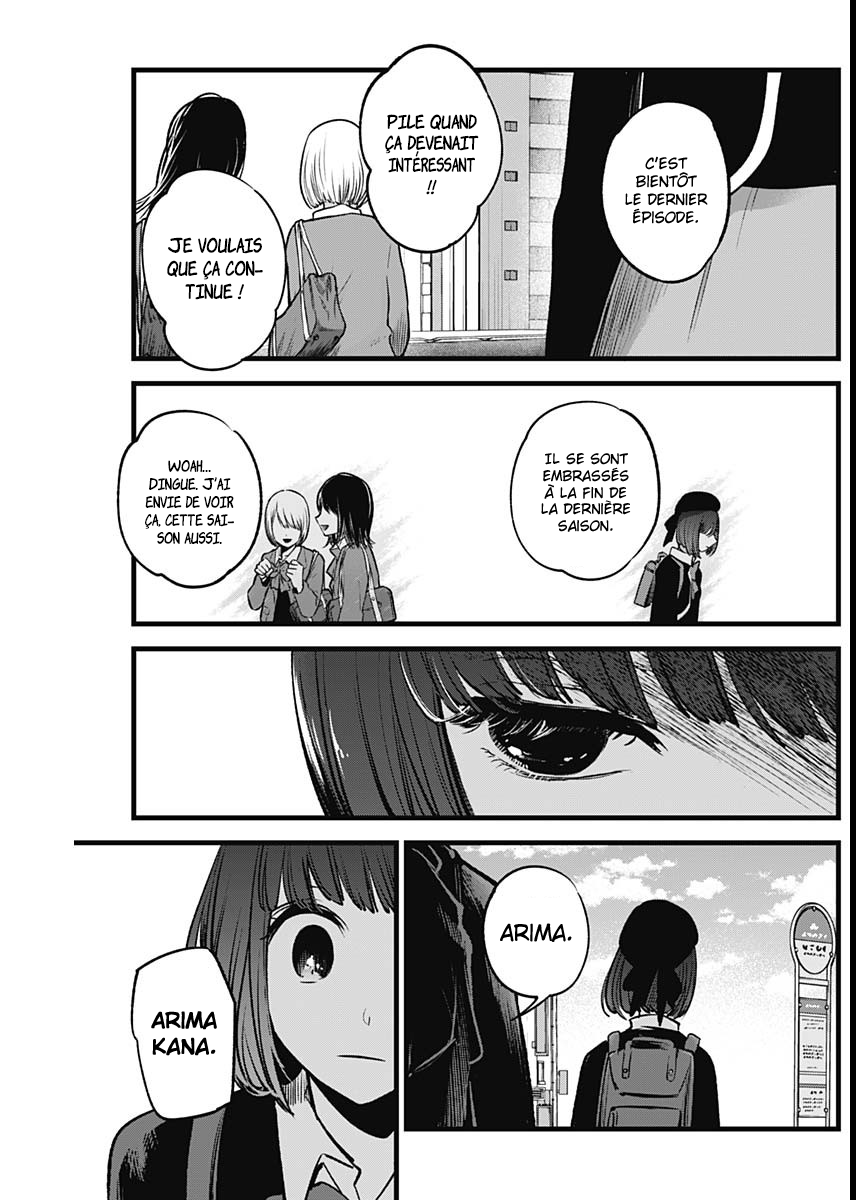 C'EST
BIENTÔT
LE DERNIER
ÉPISODE.
PILE QUAND
ÇA DEVENAIT
INTÉRESSANT
!!
JE VOULAIS
QUE ÇA CON-
TINUE !
IL SE SONT
EMBRASSÉS
À LA FIN DE
LA DERNIÈRE
SAISON.
WOAH...
DINGUE. J'AI
ENVIE DE VOIR
ÇA, CETTE SAI-
SON AUSSI.
ARIMA.
ARIMA
KANA.